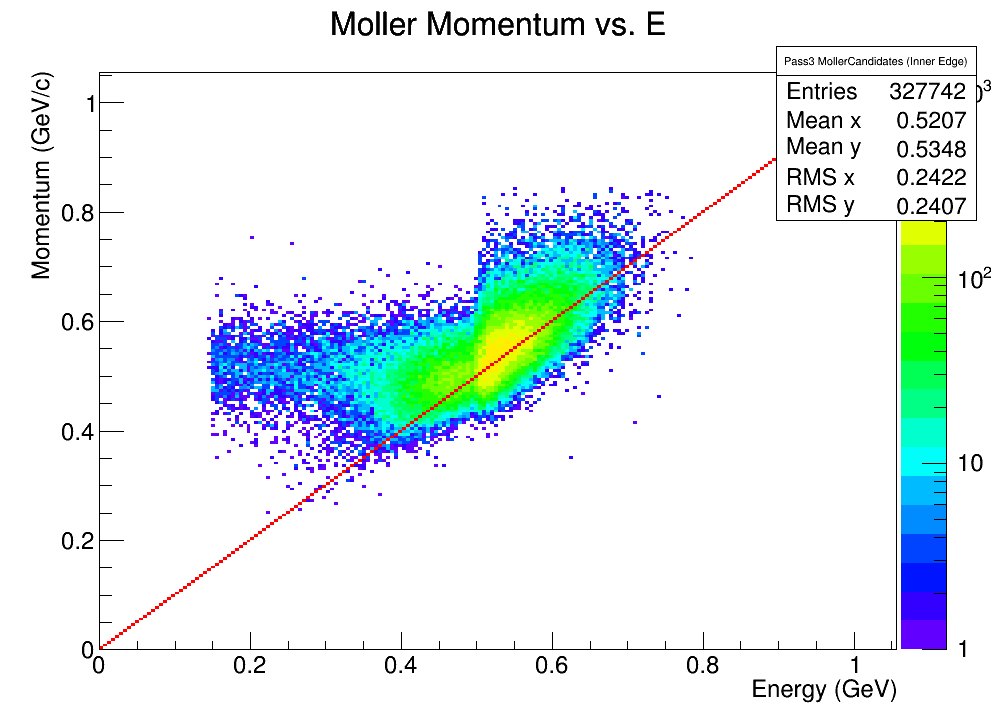 Moller Momentum vs. E
Pass3 MollerCandidates (Inner Edge)
Entries 327742
Mean x 0.5207
Mean y 0.5348
RMS x 0.2422
RMS y 0.2407
Momentum (GeV/c)
1
0.8
0.6
0.4
0.2
0
0 0.2 0.4 0.6 0.8 1
Energy (GeV)
10²
10
1